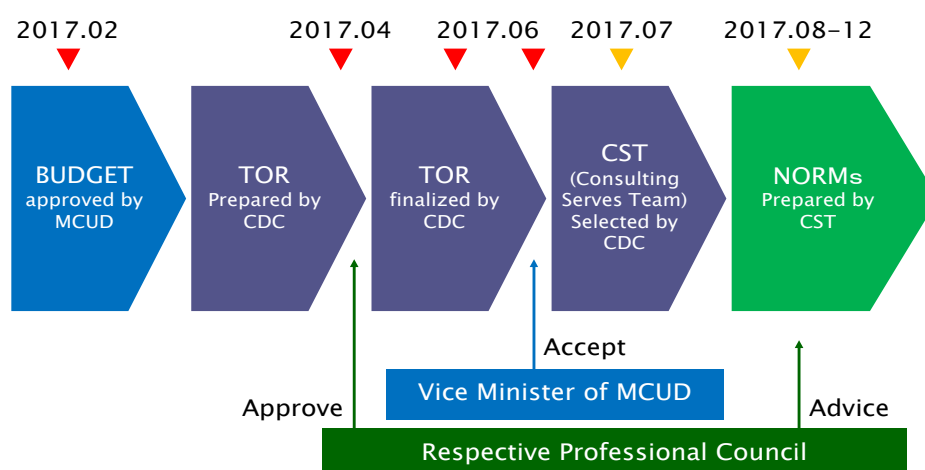 2017.02
2017.04
2017.06
2017.07
2017.08-12
BUDGET
approved by
MCUD
TOR
Prepared by
CDC
TOR
finalized by
CDC
CST
(Consulting
Serves Team)
Selected by
CDC
NORMs
Prepared by
CST
Accept
Vice Minister of MCUD
Approve
Advice
Respective Professional Council